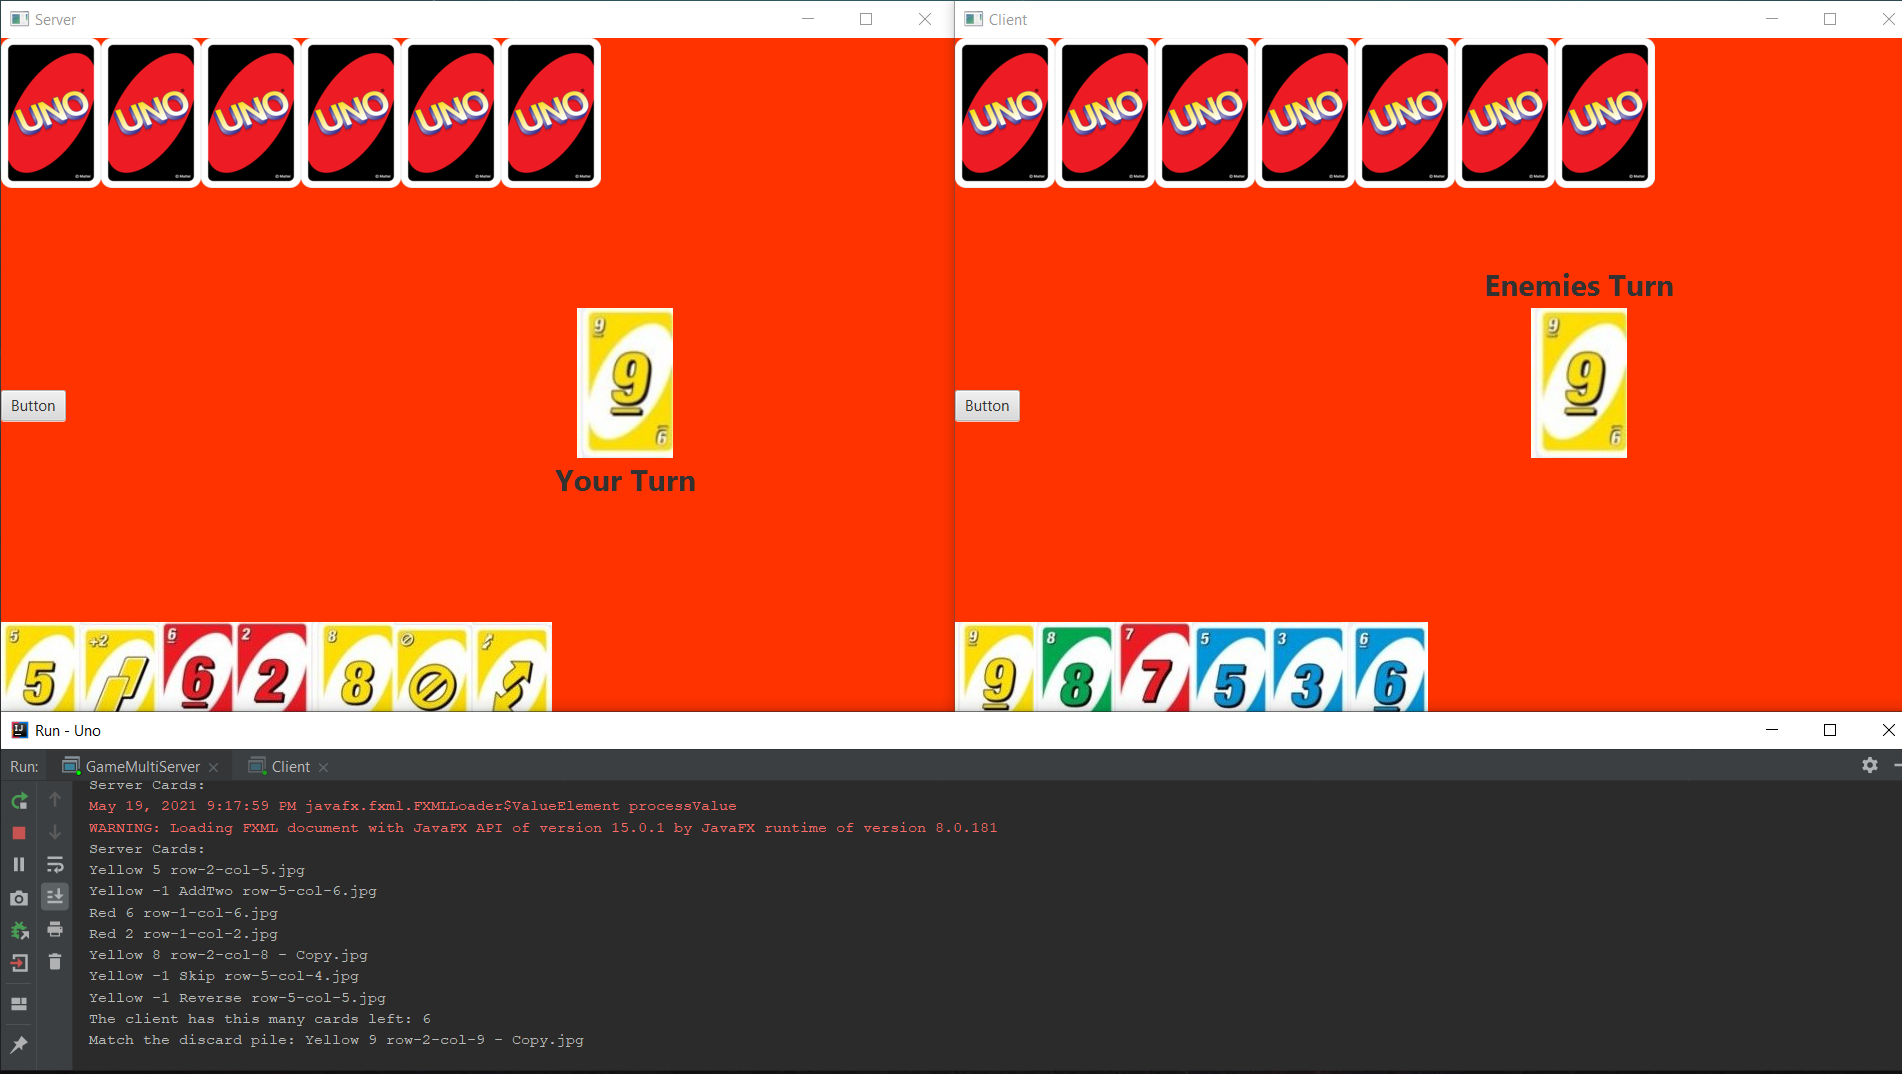 Server
Client
UNO UNO UNO UNO UNO UNO
UNO UNO UNO UNO UNO UNO UNO
Enemies Turn
9 9 9
9 9 9
Button
Button
Your Turn
5 5
+2
6 6
2 2
8 8
9 9
8 8
7 7
5 5
3 3
6 6
Run - Uno
Run:
GameMultiServer
Client
Server Cards:
May 19, 2021 9:17:59 PM javafx.fxml.FXMLLoader$ValueElement processValue
WARNING: Loading FXML document with JavaFX API of version 15.0.1 by JavaFX runtime of version 8.0.181
Server Cards:
Yellow 5 row-2-col-5.jpg
Yellow -1 AddTwo row-5-col-6.jpg
Red 6 row-1-col-6.jpg
Red 2 row-1-col-2.jpg
Yellow 8 row-2-col-8 - Copy.jpg
Yellow -1 Skip row-5-col-4.jpg
Yellow -1 Reverse row-5-col-5.jpg
The client has this many cards left: 6
Match the discard pile: Yellow 9 row-2-col-9 - Copy.jpg